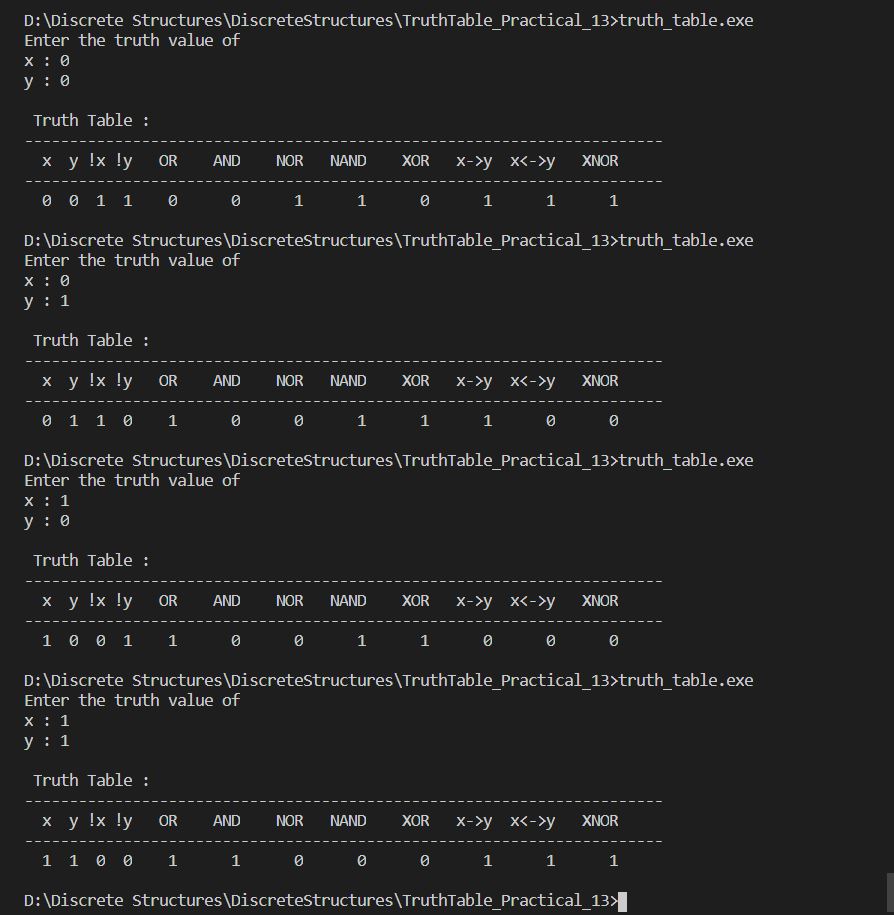 D:\Discrete Structures\DiscreteStructures\TruthTable_Practical_13>truth_table.exe
Enter the truth value of
x : 0
y : 0
Truth Table :
-----------------------------------------------------------------------
x y !x !y OR AND NOR NAND XOR x->y x<->y XNOR
-----------------------------------------------------------------------
0 0 1 1 0 0 1 1 0 1 1 1
D:\Discrete Structures\DiscreteStructures\TruthTable_Practical_13>truth_table.exe
Enter the truth value of
x : 0
y : 1
Truth Table :
-----------------------------------------------------------------------
x y !x !y OR AND NOR NAND XOR x->y x<->y XNOR
-----------------------------------------------------------------------
0 1 1 0 1 0 0 1 1 1 0 0
D:\Discrete Structures\DiscreteStructures\TruthTable_Practical_13>truth_table.exe
Enter the truth value of
x : 1
y : 0
Truth Table :
-----------------------------------------------------------------------
x y !x !y OR AND NOR NAND XOR x->y x<->y XNOR
-----------------------------------------------------------------------
1 0 0 1 1 0 0 1 1 0 0 0
D:\Discrete Structures\DiscreteStructures\TruthTable_Practical_13>truth_table.exe
Enter the truth value of
x : 1
y : 1
Truth Table :
-----------------------------------------------------------------------
x y !x !y OR AND NOR NAND XOR x->y x<->y XNOR
-----------------------------------------------------------------------
1 1 0 0 1 1 0 0 0 1 1 1
D:\Discrete Structures\DiscreteStructures\TruthTable_Practical_13>